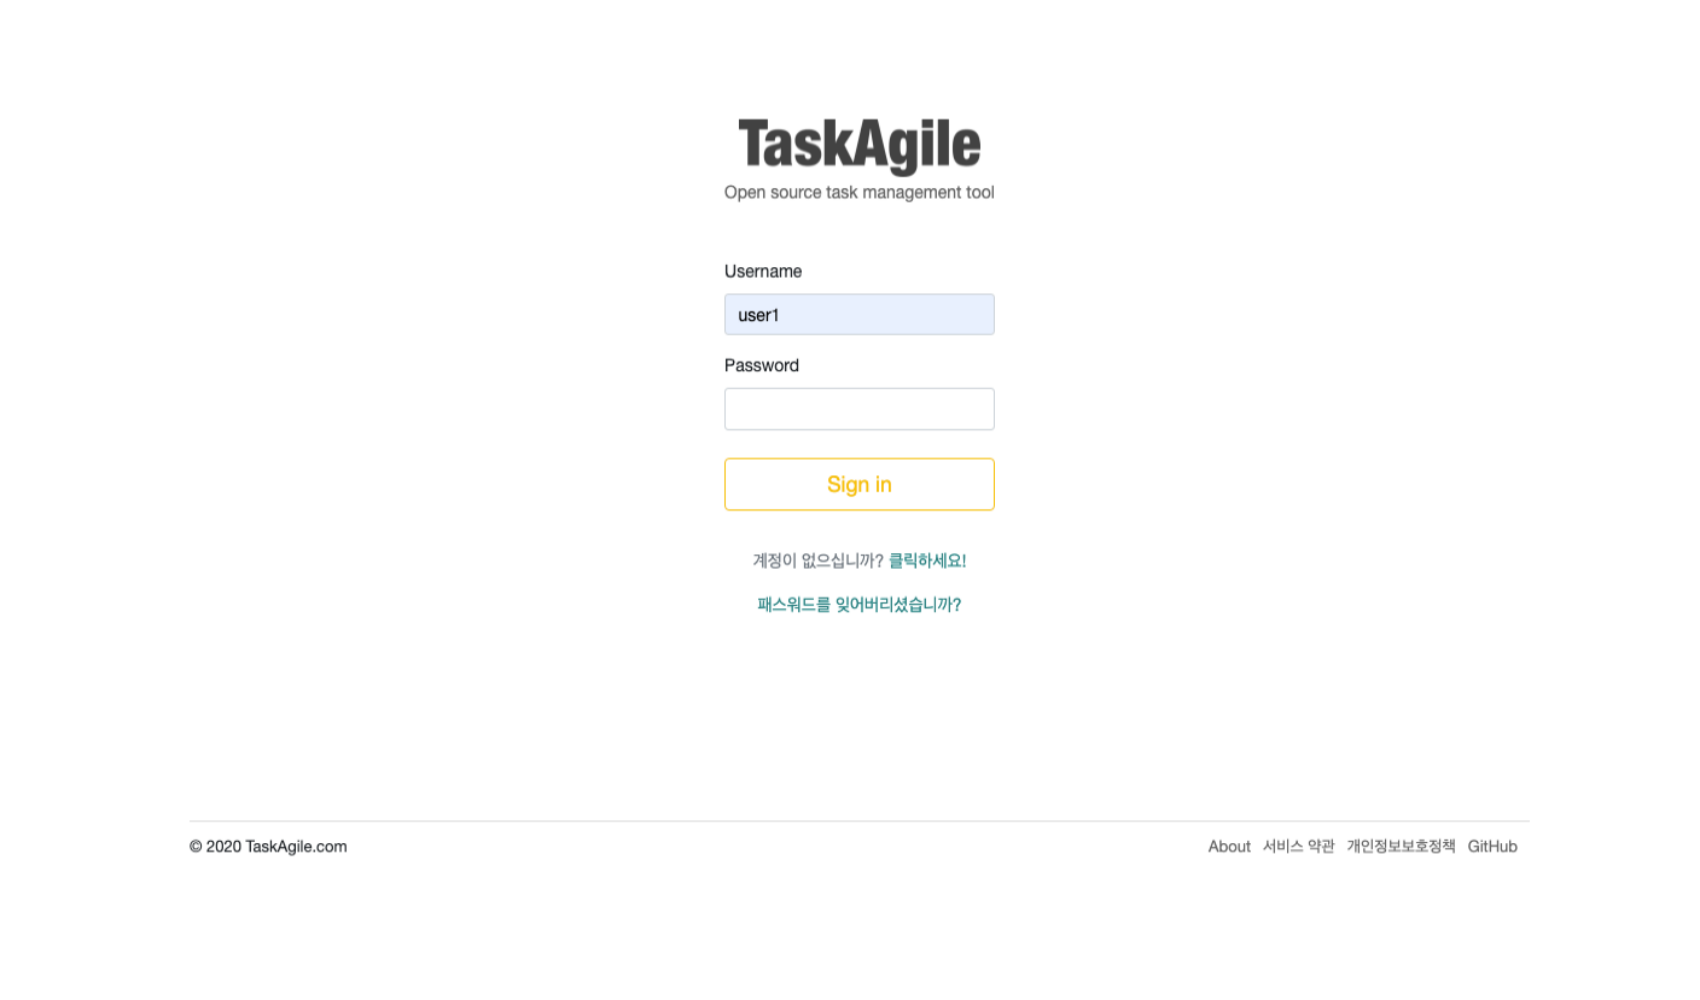 TaskAgile
Open source task management tool
Username
user1
Password
Sign in
계정이 없으십니까? 클릭하세요!
패스워드를 잊어버리셨습니까?
© 2020 TaskAgile.com
About 서비스 약관 개인정보보호정책 GitHub